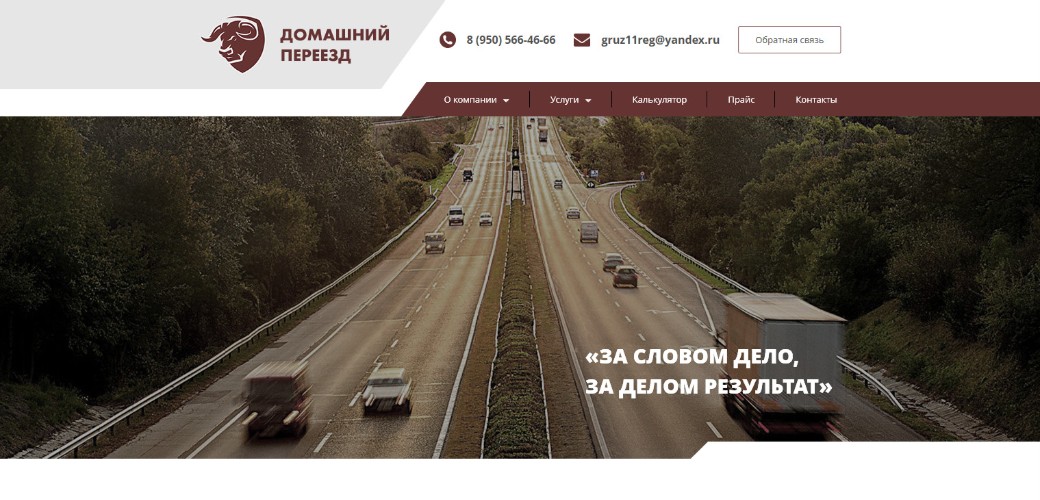 ДОМАШНИЙ
ПЕРЕЕЗД
8 (950) 566-46-66
gruz11reg@yandex.ru
Обратная связь
О компании
Услуги
Калькулятор
Прайс
Контакты
«ЗА СЛОВОМ ДЕЛО,
ЗА ДЕЛОМ РЕЗУЛЬТАТ»